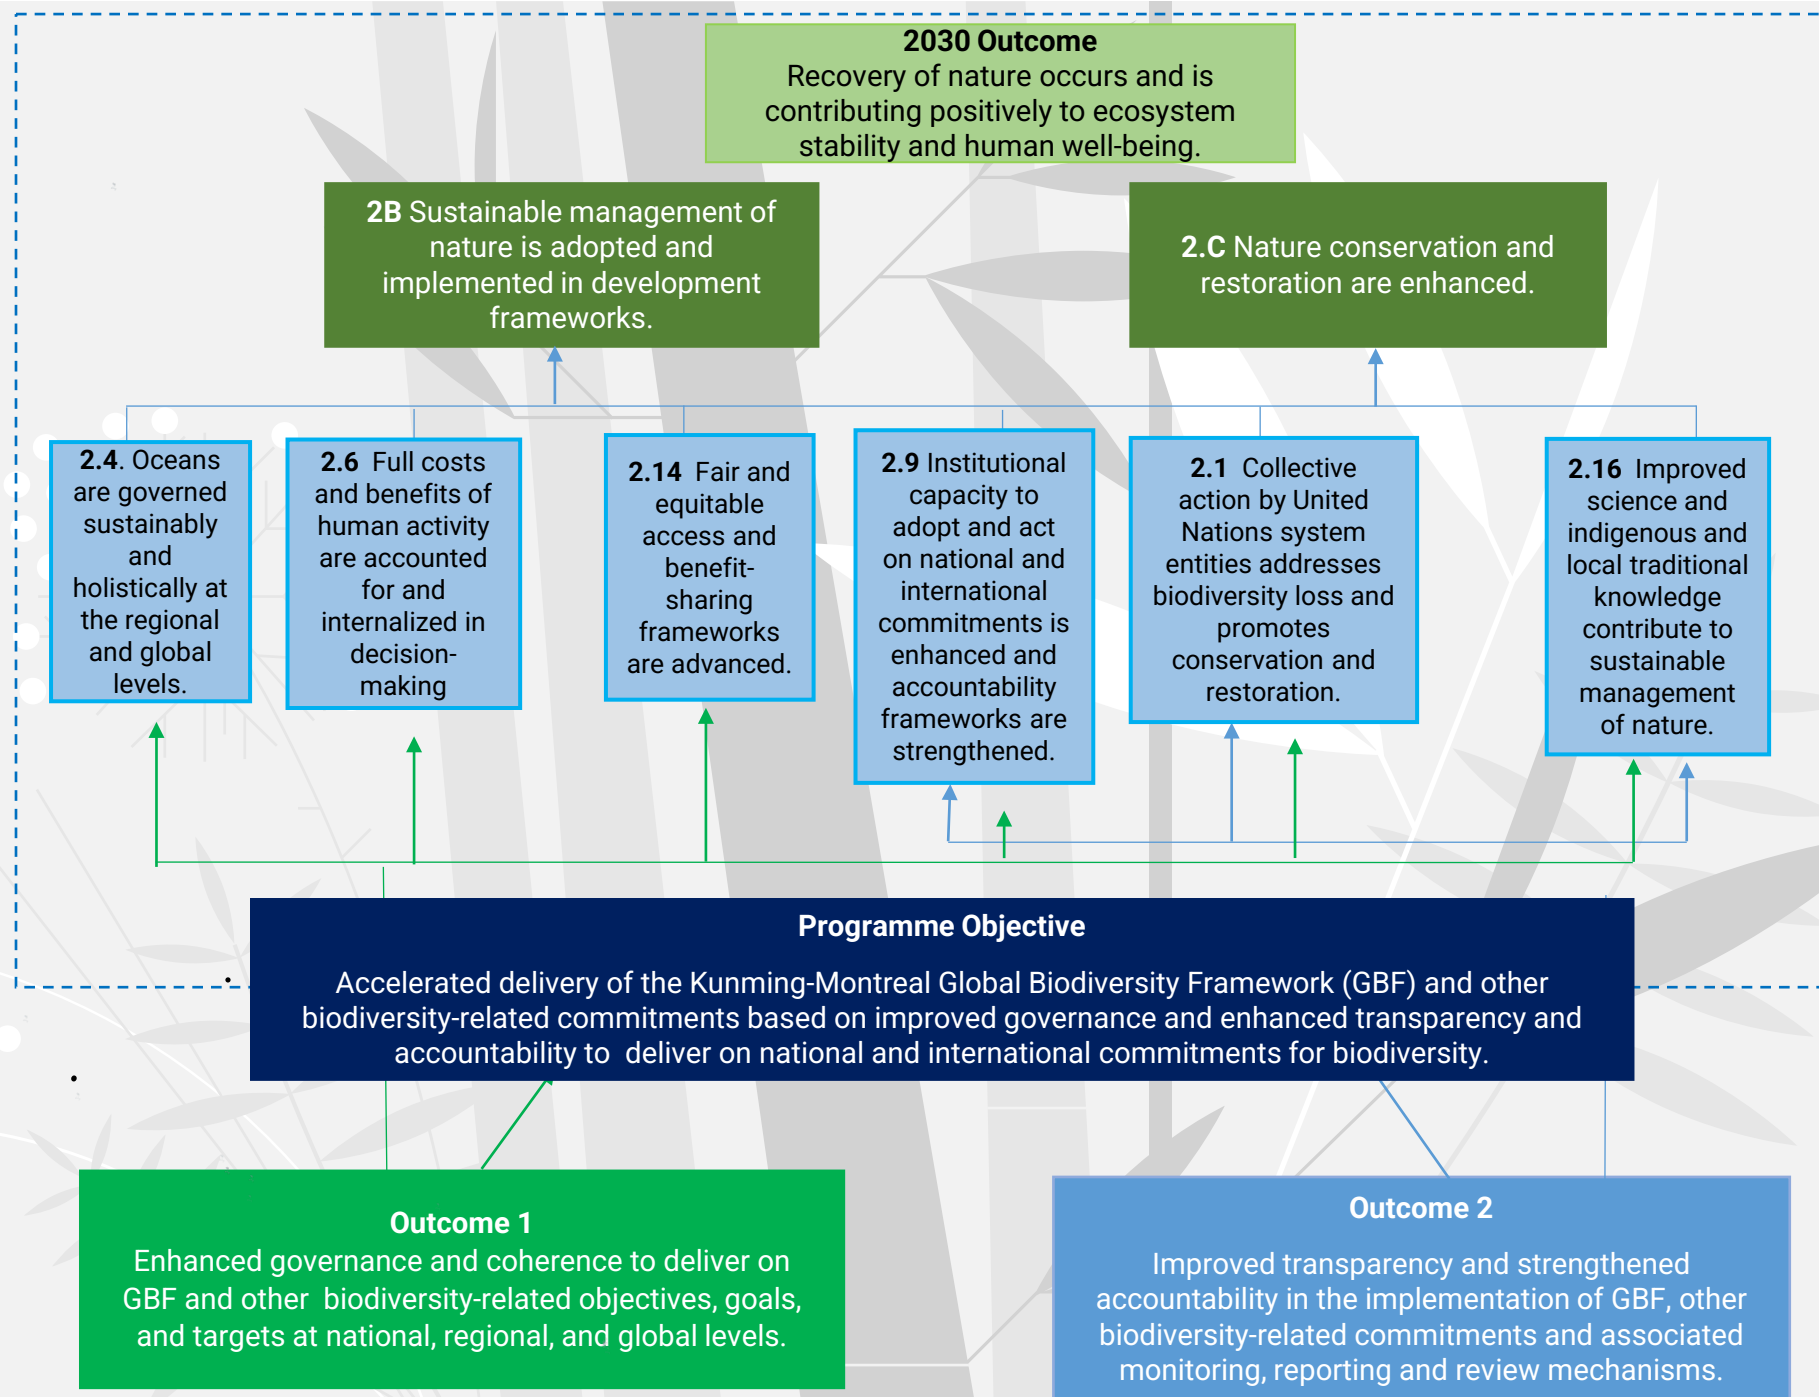 2030 Outcome
Recovery of nature occurs and is
contributing positively to ecosystem
stability and human well-being.
2B Sustainable management of
nature is adopted and
implemented in development
frameworks.
2.C Nature conservation and
restoration are enhanced.
2.4. Oceans
are governed
sustainably
and
holistically at
the regional
and global
levels.
2.6 Full costs
and benefits of
human activity
are accounted
for and
internalized in
decision-
making
2.14 Fair and
equitable
access and
benefit-
sharing
frameworks
are advanced.
2.9 Institutional
capacity to
adopt and act
on national and
international
commitments is
enhanced and
accountability
frameworks are
strengthened.
2.1 Collective
action by United
Nations system
entities addresses
biodiversity loss and
promotes
conservation and
restoration.
2.16 Improved
science and
indigenous and
local traditional
knowledge
contribute to
sustainable
management
of nature.
Programme Objective
Accelerated delivery of the Kunming-Montreal Global Biodiversity Framework (GBF) and other
biodiversity-related commitments based on improved governance and enhanced transparency and
accountability to deliver on national and international commitments for biodiversity.
Outcome 1
Enhanced governance and coherence to deliver on
GBF and other biodiversity-related objectives, goals,
and targets at national, regional, and global levels.
Outcome 2
Improved transparency and strengthened
accountability in the implementation of GBF, other
biodiversity-related commitments and associated
monitoring, reporting and review mechanisms.